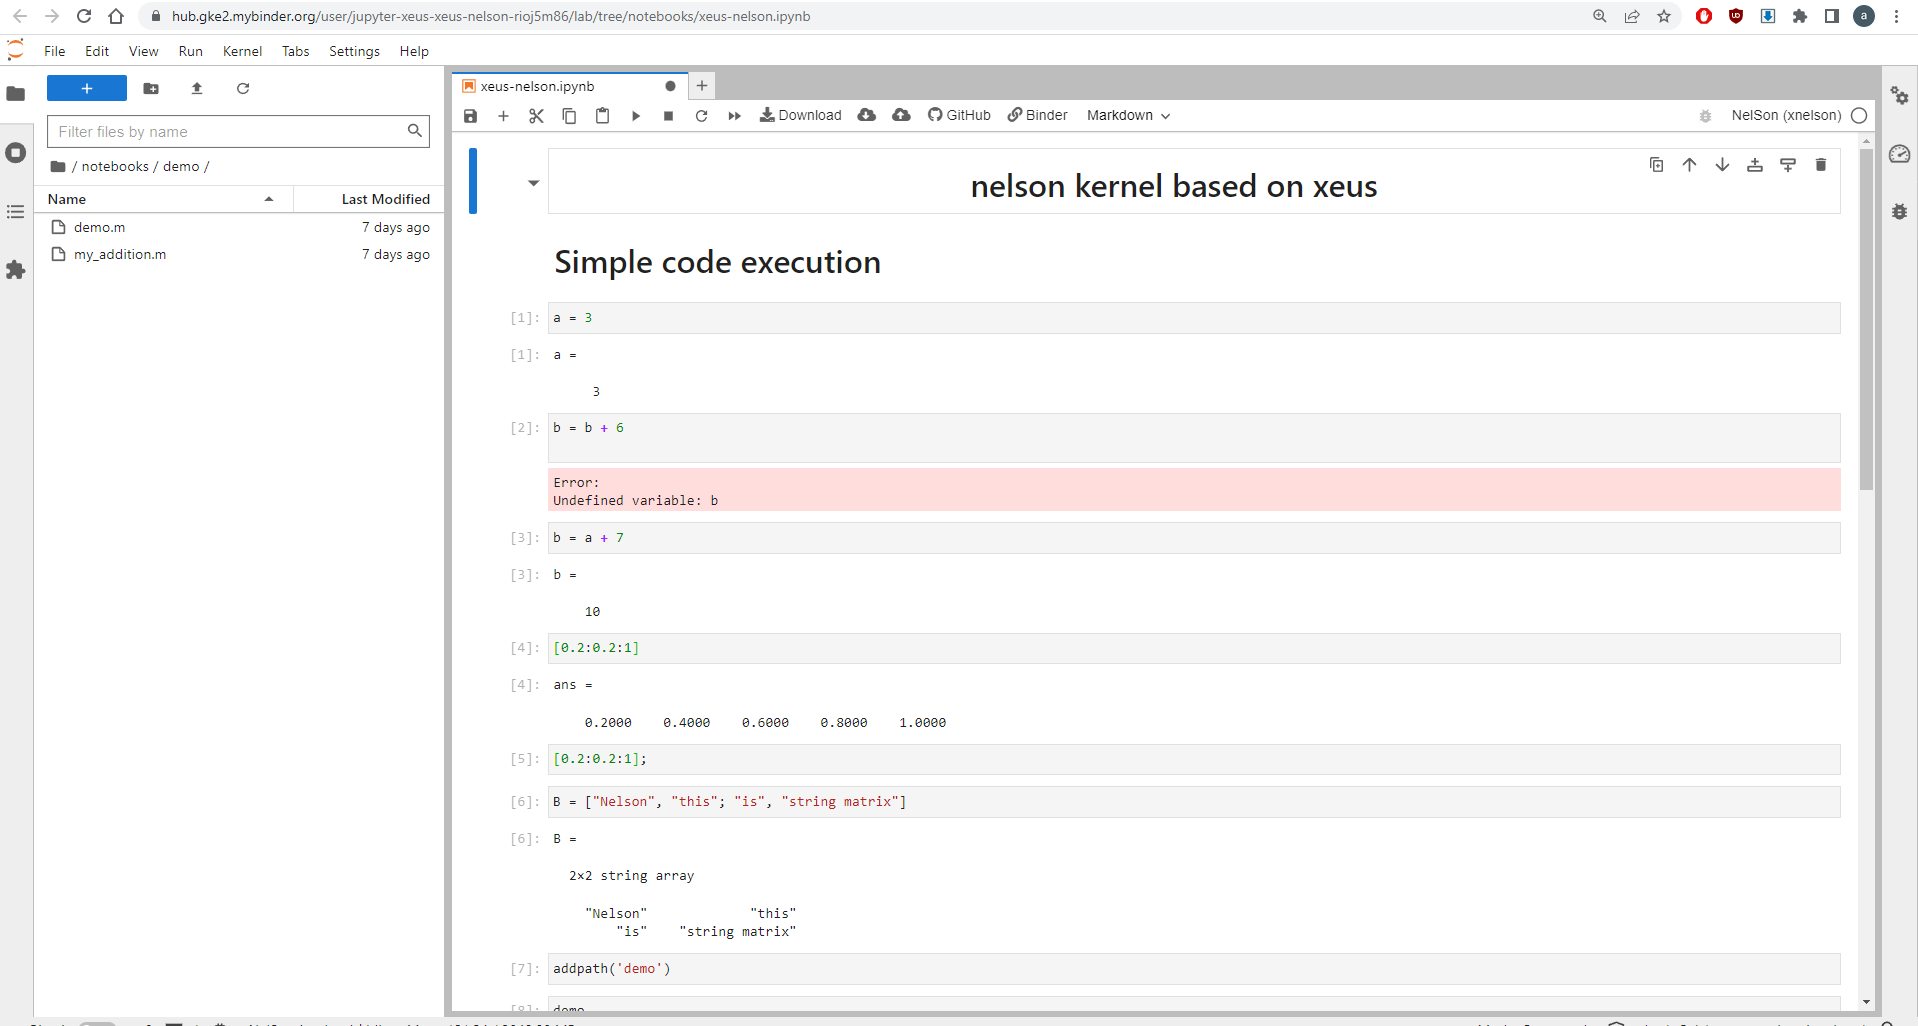 hub.gke2.mybinder.org/user/jupyter-xeus-xeus-nelson-rioj5m86/lab/tree/notebooks/xeus-nelson.ipynb
a
File Edit View Run Kernel Tabs Settings Help
+
Filter files by name
/ notebooks / demo /
Name Last Modified
demo.m 7 days ago
my_addition.m 7 days ago
xeus-nelson.ipynb
Download GitHub Binder Markdown NelSon (xnelson)
nelson kernel based on xeus
Simple code execution
[1]: a = 3
[1]: a =
3
[2]: b = b + 6
Error:
Undefined variable: b
[3]: b = a + 7
[3]: b =
10
[4]: [0.2:0.2:1]
[4]: ans =
0.2000 0.4000 0.6000 0.8000 1.0000
[5]: [0.2:0.2:1];
[6]: B = ["Nelson", "this"; "is", "string matrix"]
[6]: B =
2×2 string array
"Nelson" "this"
"is" "string matrix"
[7]: addpath('demo')
[8]: demo